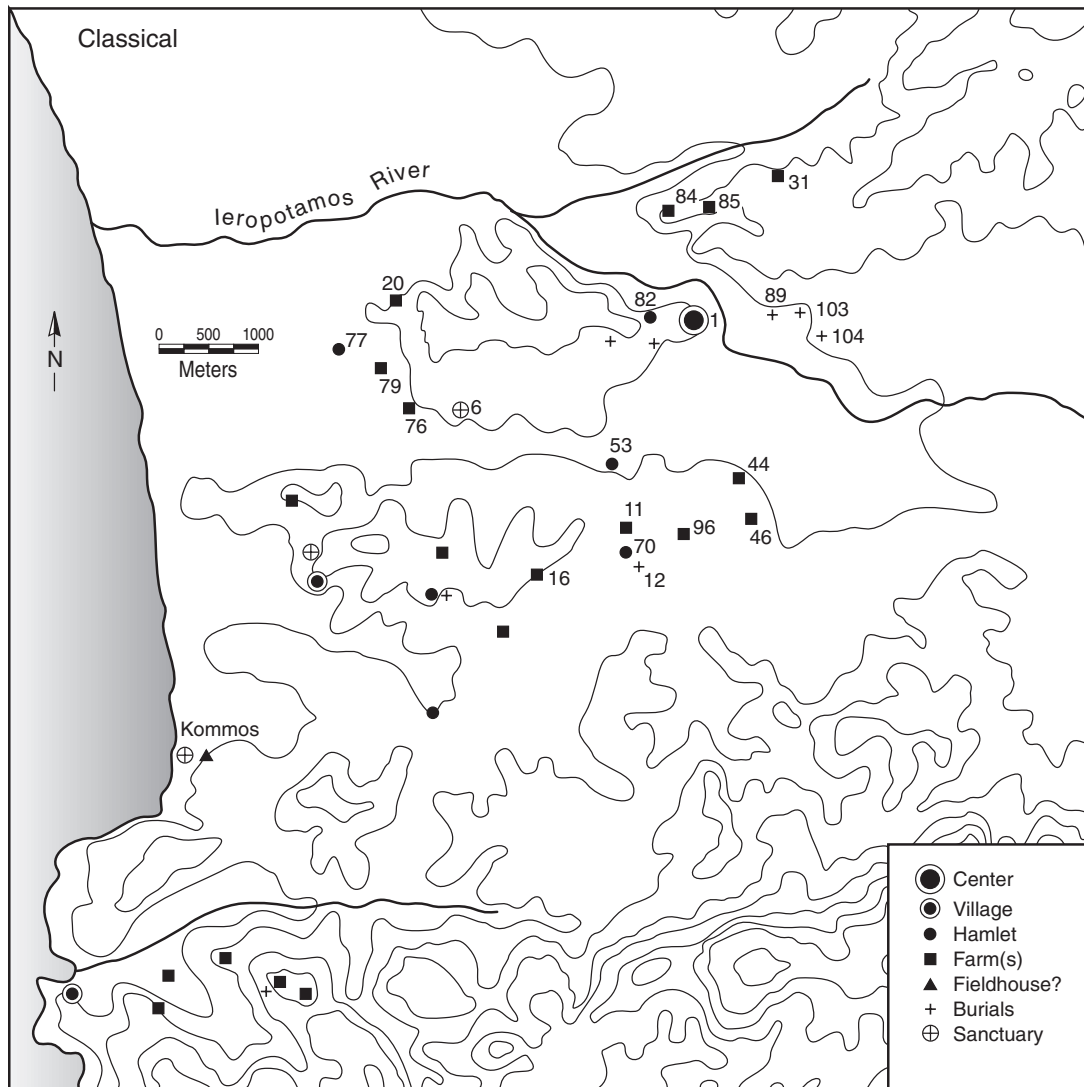 Classical
Ieropotamos River
31
84 85
20
82
1
89
103
104
N
0 500 1000
Meters
77
79
76
6
53
44
11
96
46
70
12
16
Kommos
Center
Village
Hamlet
Farm(s)
Fieldhouse?
Burials
Sanctuary